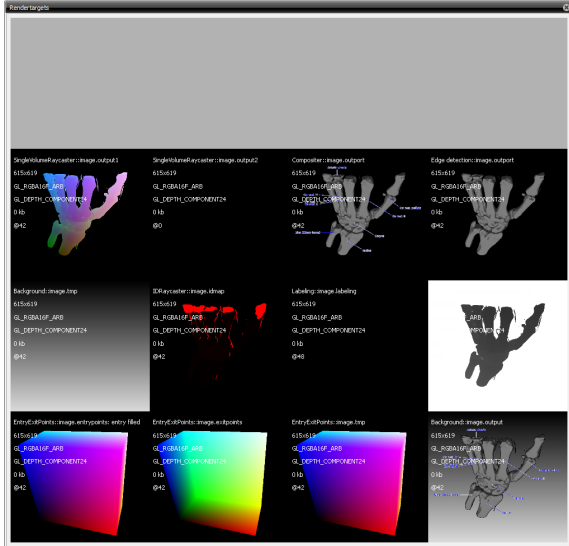 Rendertargets
SingleVolumeRaycaster::image.output1
615x619
GL_RGBA16F_ARB
GL_DEPTH_COMPONENT24
0 kb
@42
SingleVolumeRaycaster::image.output2
615x619
GL_RGBA16F_ARB
GL_DEPTH_COMPONENT24
0 kb
@0
Compositer::image.outport
615x619
GL_RGBA16F_ARB
GL_DEPTH_COMPONENT24
0 kb
@42
Edge detection::image.outport
615x619
GL_RGBA16F_ARB
GL_DEPTH_COMPONENT24
0 kb
@42
Background::image.tmp
615x619
GL_RGBA16F_ARB
GL_DEPTH_COMPONENT24
0 kb
@42
IDRaycaster::image.idmap
615x619
GL_RGBA16F_ARB
GL_DEPTH_COMPONENT24
0 kb
@42
Labeling::image.labeling
615x619
GL_RGBA16F_ARB
GL_DEPTH_COMPONENT24
0 kb
@48
EntryExitPoints::image.entrypoints: entry filled
615x619
GL_RGBA16F_ARB
GL_DEPTH_COMPONENT24
0 kb
@42
EntryExitPoints::image.exitpoints
615x619
GL_RGBA16F_ARB
GL_DEPTH_COMPONENT24
0 kb
@42
EntryExitPoints::image.tmp
615x619
GL_RGBA16F_ARB
GL_DEPTH_COMPONENT24
0 kb
@42
Background::image.output
615x619
GL_RGBA16F_ARB
GL_DEPTH_COMPONENT24
0 kb
@42